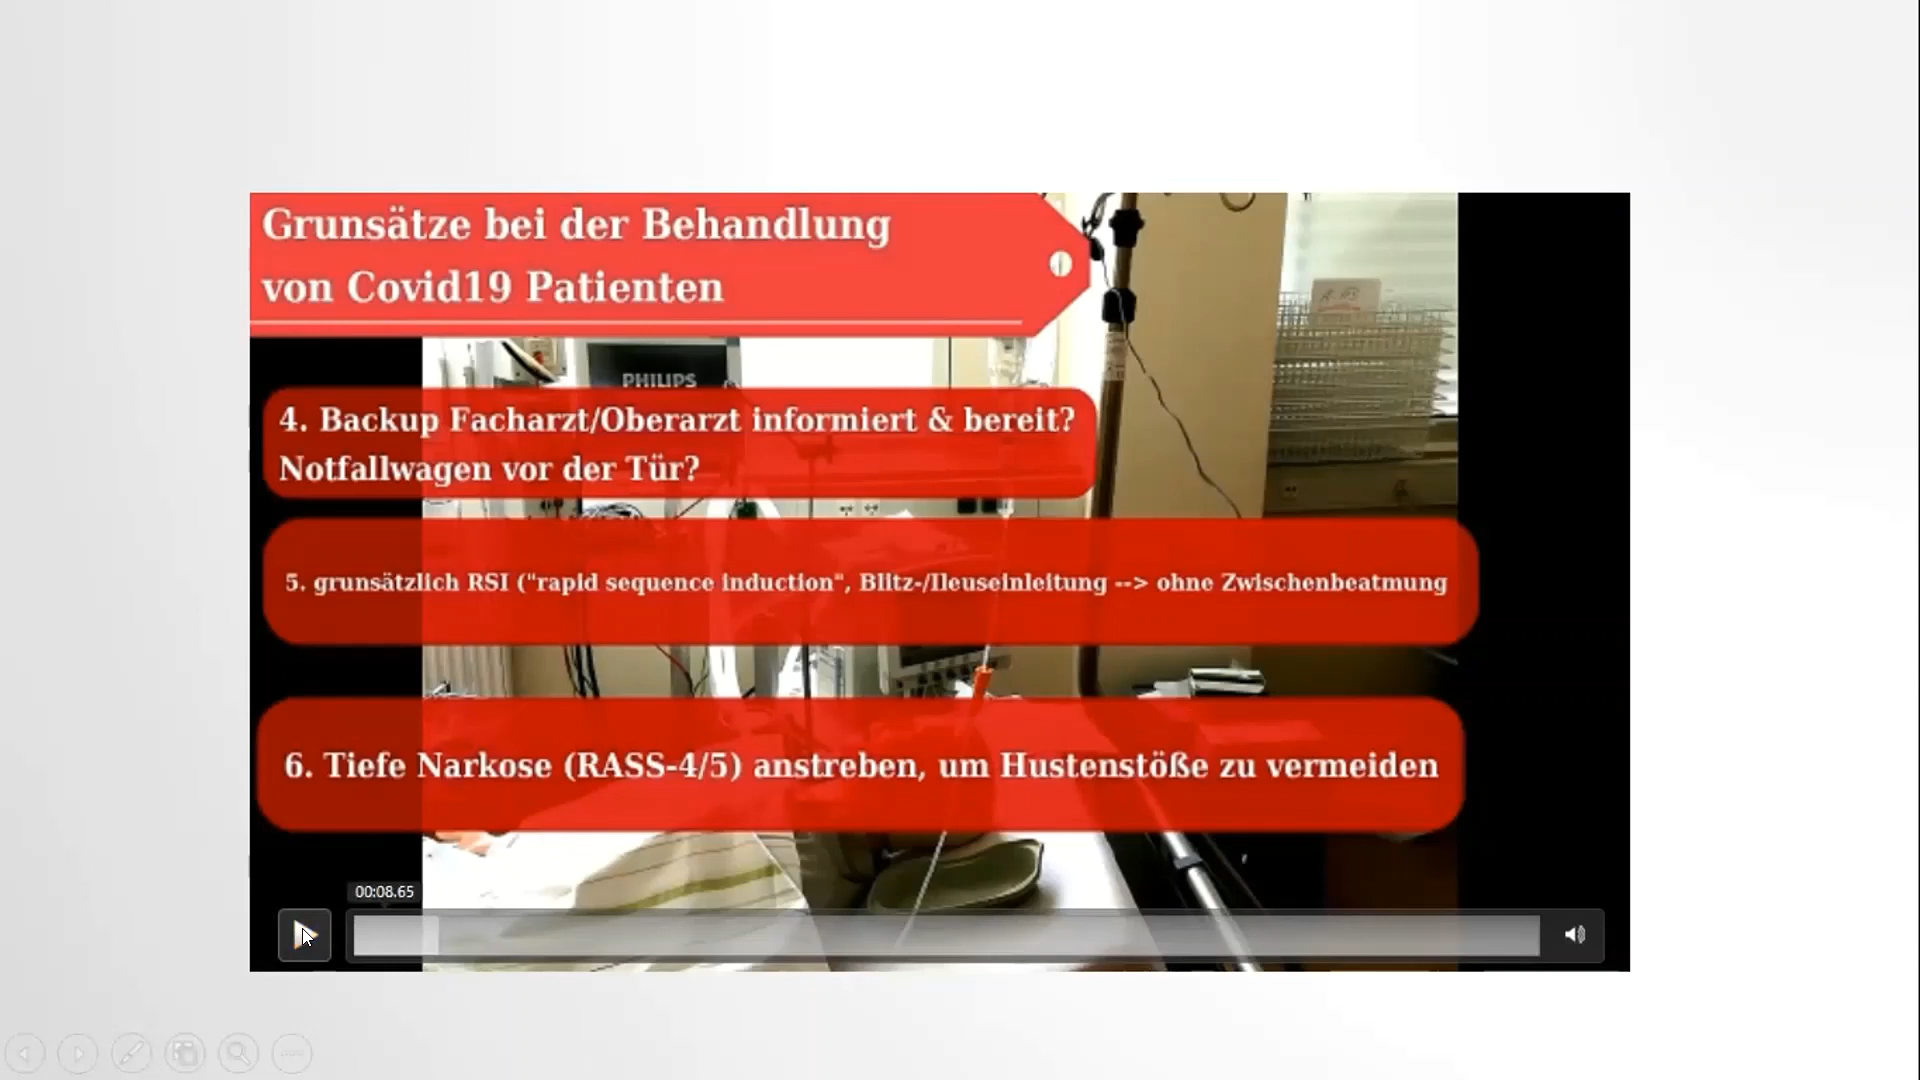 Grunsätze bei der Behandlung
von Covid19 Patienten
PHILIPS
4. Backup Facharzt/Oberarzt informiert & bereit?
Notfallwagen vor der Tür?
5. grunsätzlich RSI ("rapid sequence induction", Blitz-/Ileuseinleitung --> ohne Zwischenbeatmung
6. Tiefe Narkose (RASS-4/5) anstreben, um Hustenstöße zu vermeiden
00:08.65